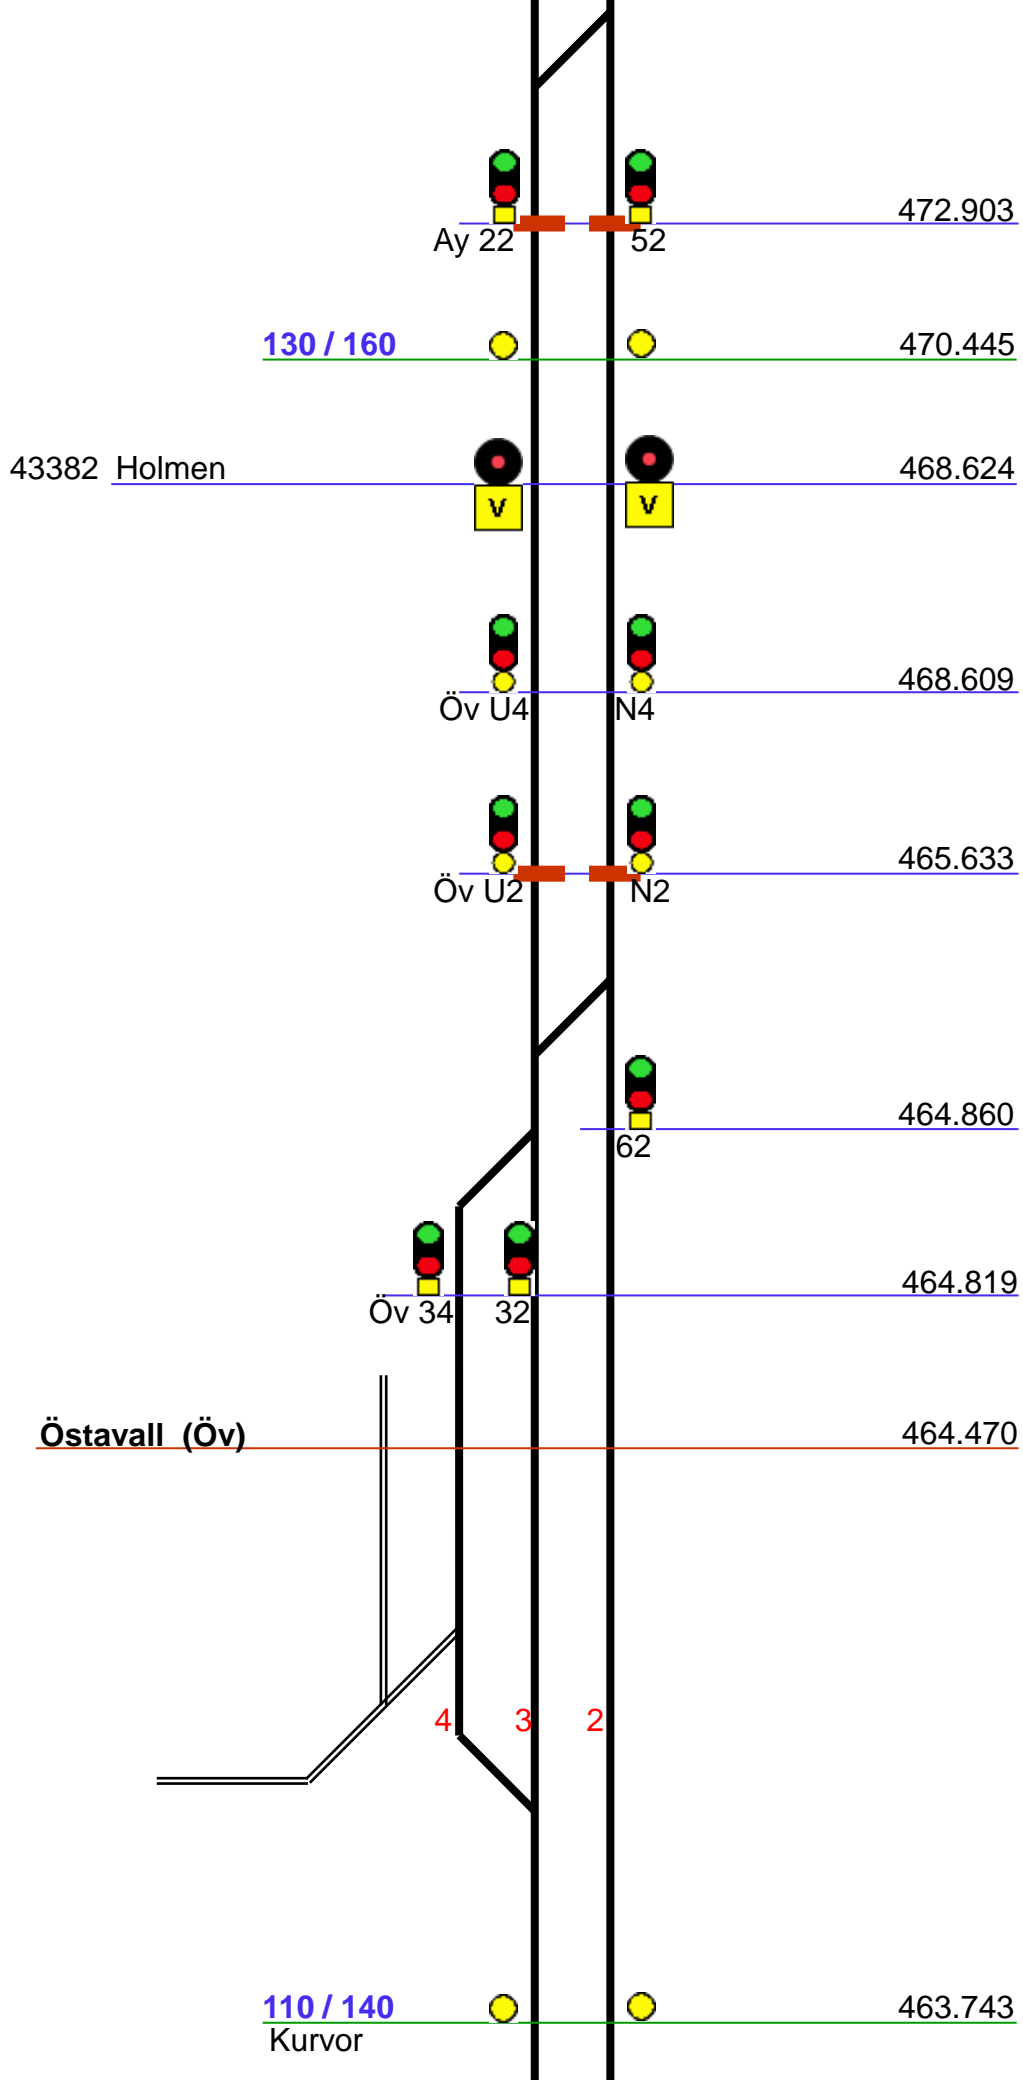 472.903
Ay 22 52
130 / 160 470.445
43382 Holmen 468.624
V V
468.609
Öv U4 N4
465.633
Öv U2 N2
464.860
62
464.819
Öv 34 32
Östavall (Öv) 464.470
4 3 2
110 / 140 463.743
Kurvor